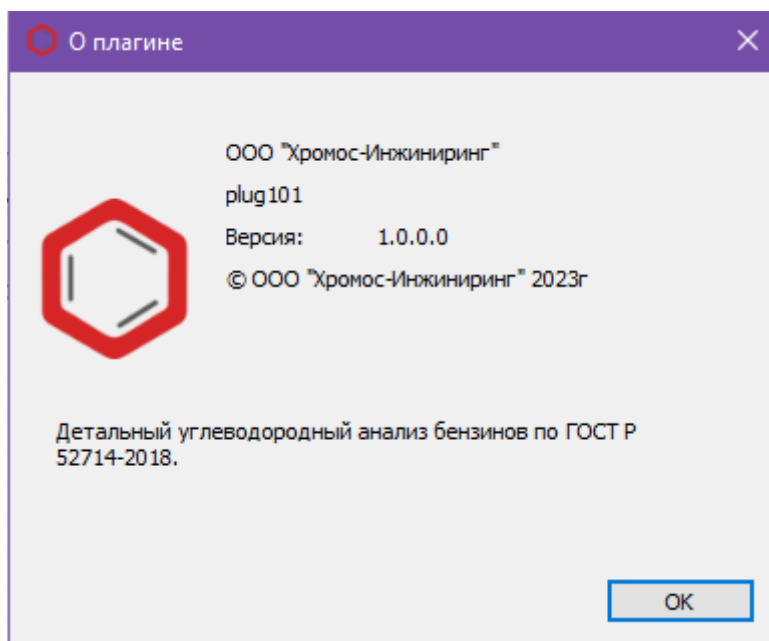 О плагине
ООО "Хромос-Инжиниринг"
plug101
Версия: 1.0.0.0
© ООО "Хромос-Инжиниринг" 2023г
Детальный углеводородный анализ бензинов по ГОСТ Р
52714-2018.
OK